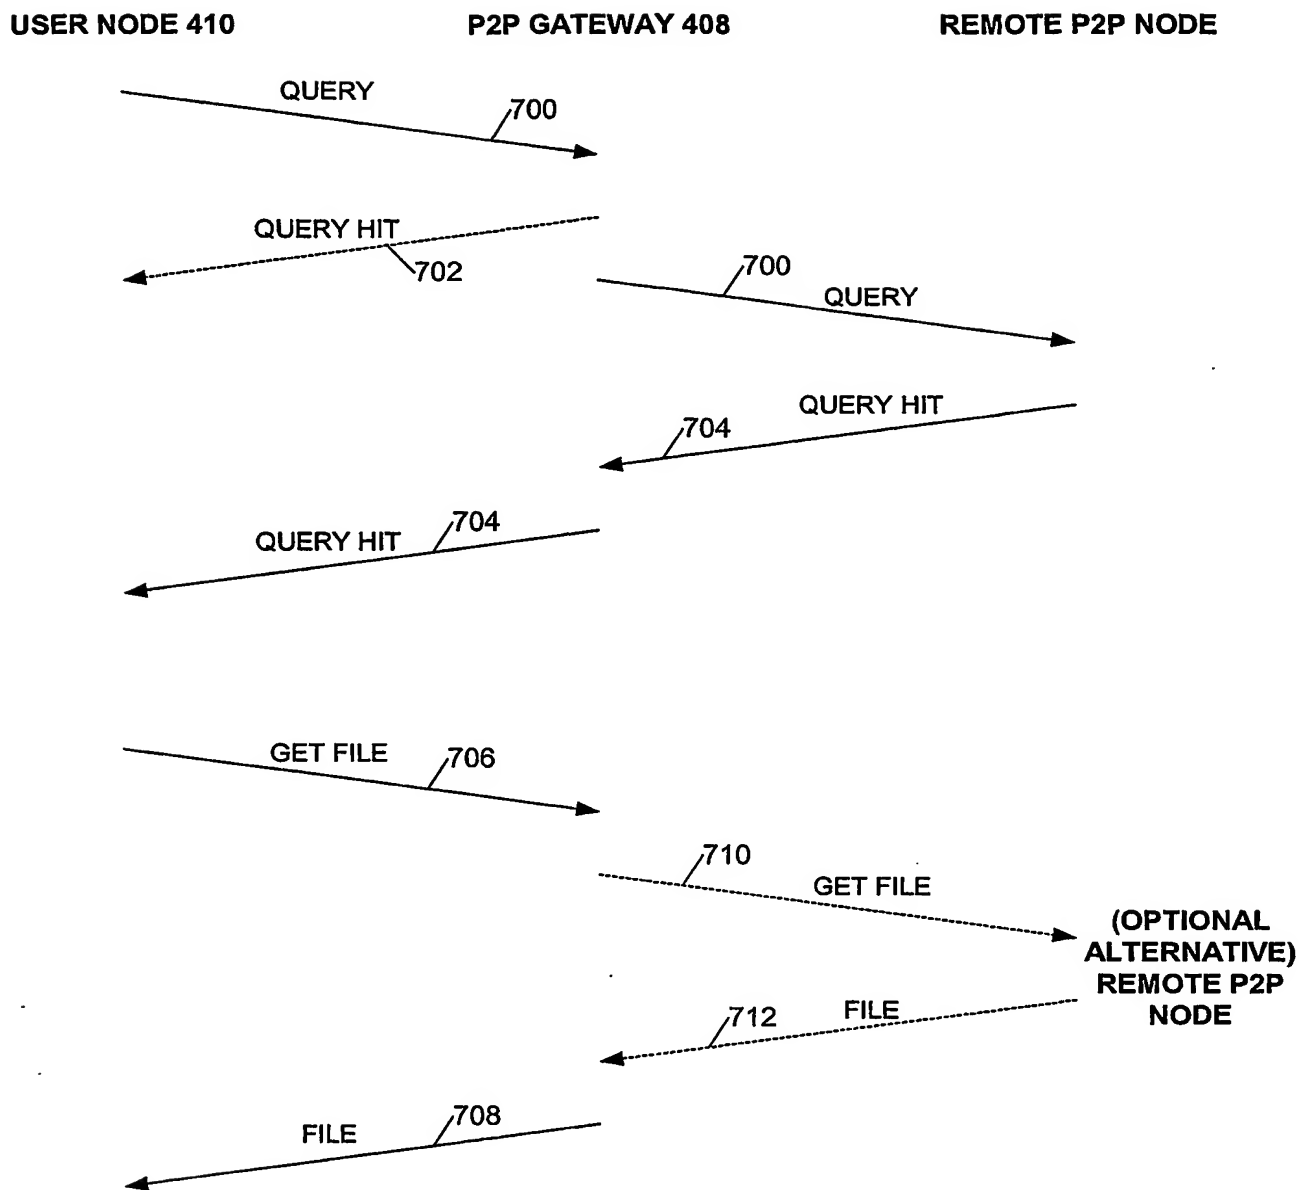 USER NODE 410
P2P GATEWAY 408
REMOTE P2P NODE
QUERY
700
QUERY HIT
702
700
QUERY
QUERY HIT
704
704
QUERY HIT
GET FILE
706
710
GET FILE
(OPTIONAL
ALTERNATIVE)
REMOTE P2P
NODE
712
FILE
708
FILE